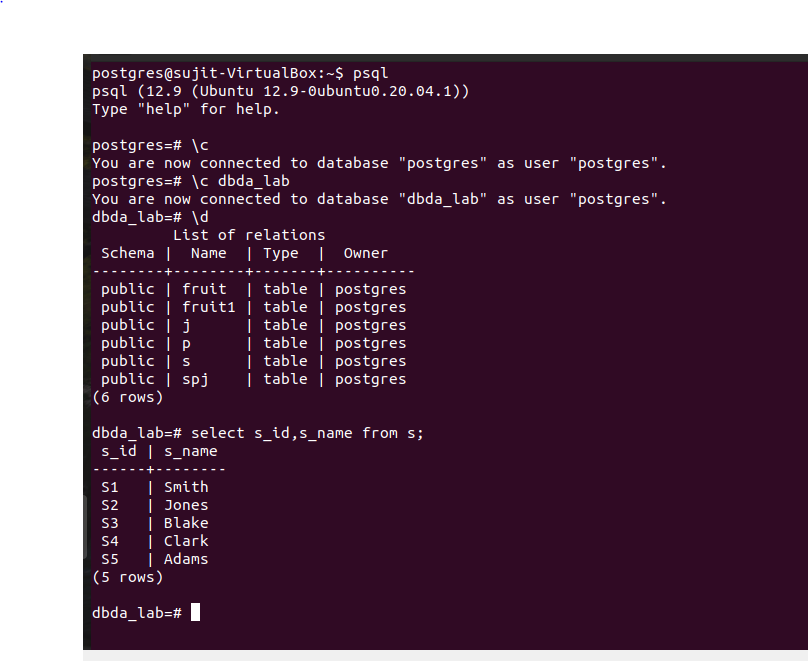 postgres@sujit-VirtualBox:~$ psql
psql (12.9 (Ubuntu 12.9-0ubuntu0.20.04.1))
Type "help" for help.

postgres=# \c
You are now connected to database "postgres" as user "postgres".
postgres=# \c dbda_lab
You are now connected to database "dbda_lab" as user "postgres".
dbda_lab=# \d
         List of relations
 Schema |  Name  | Type  |  Owner
--------+--------+-------+----------
 public | fruit  | table | postgres
 public | fruit1 | table | postgres
 public | j      | table | postgres
 public | p      | table | postgres
 public | s      | table | postgres
 public | spj    | table | postgres
(6 rows)

dbda_lab=# select s_id,s_name from s;
 s_id | s_name
------+--------
 S1   | Smith
 S2   | Jones
 S3   | Blake
 S4   | Clark
 S5   | Adams
(5 rows)

dbda_lab=#